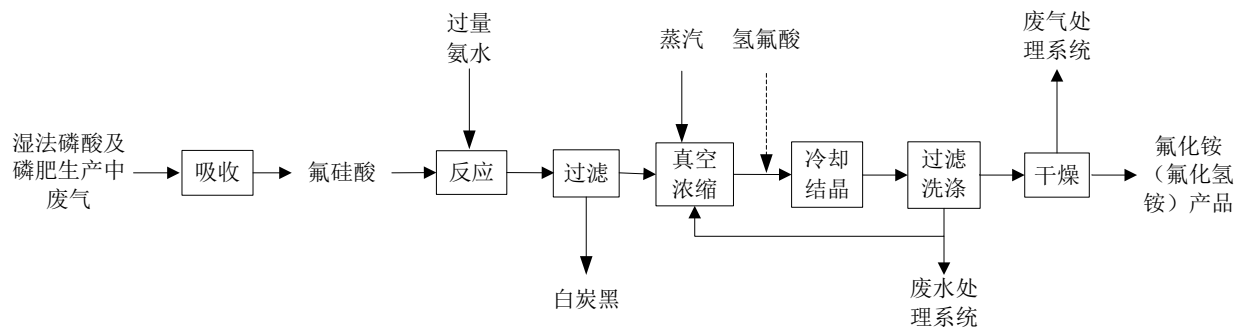 过量
氨水
蒸汽
氢氟酸
废气处
理系统
湿法磷酸及
磷肥生产中
废气
吸收
氟硅酸
反应
过滤
真空
浓缩
冷却
结晶
过滤
洗涤
干燥
氟化铵
（氟化氢
铵）产品
白炭黑
废水处
理系统